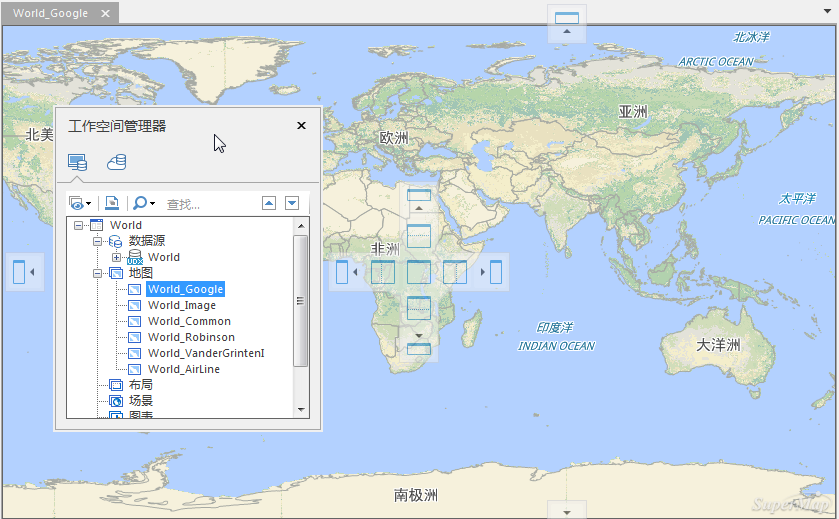 World_Google
北冰洋
ARCTIC OCEAN
亚洲
北美
工作空间管理器
欧洲
查找...
太平洋
PACIFIC OCEAN
World
数据源
World
UDB
地图
非洲
World_Google
World_Image
World_Common
World_Robinson
World_VanderGrintenI
World_AirLine
布局
场景
图表
印度洋
INDIAN OCEAN
大洋洲
南极洲
SuperMap